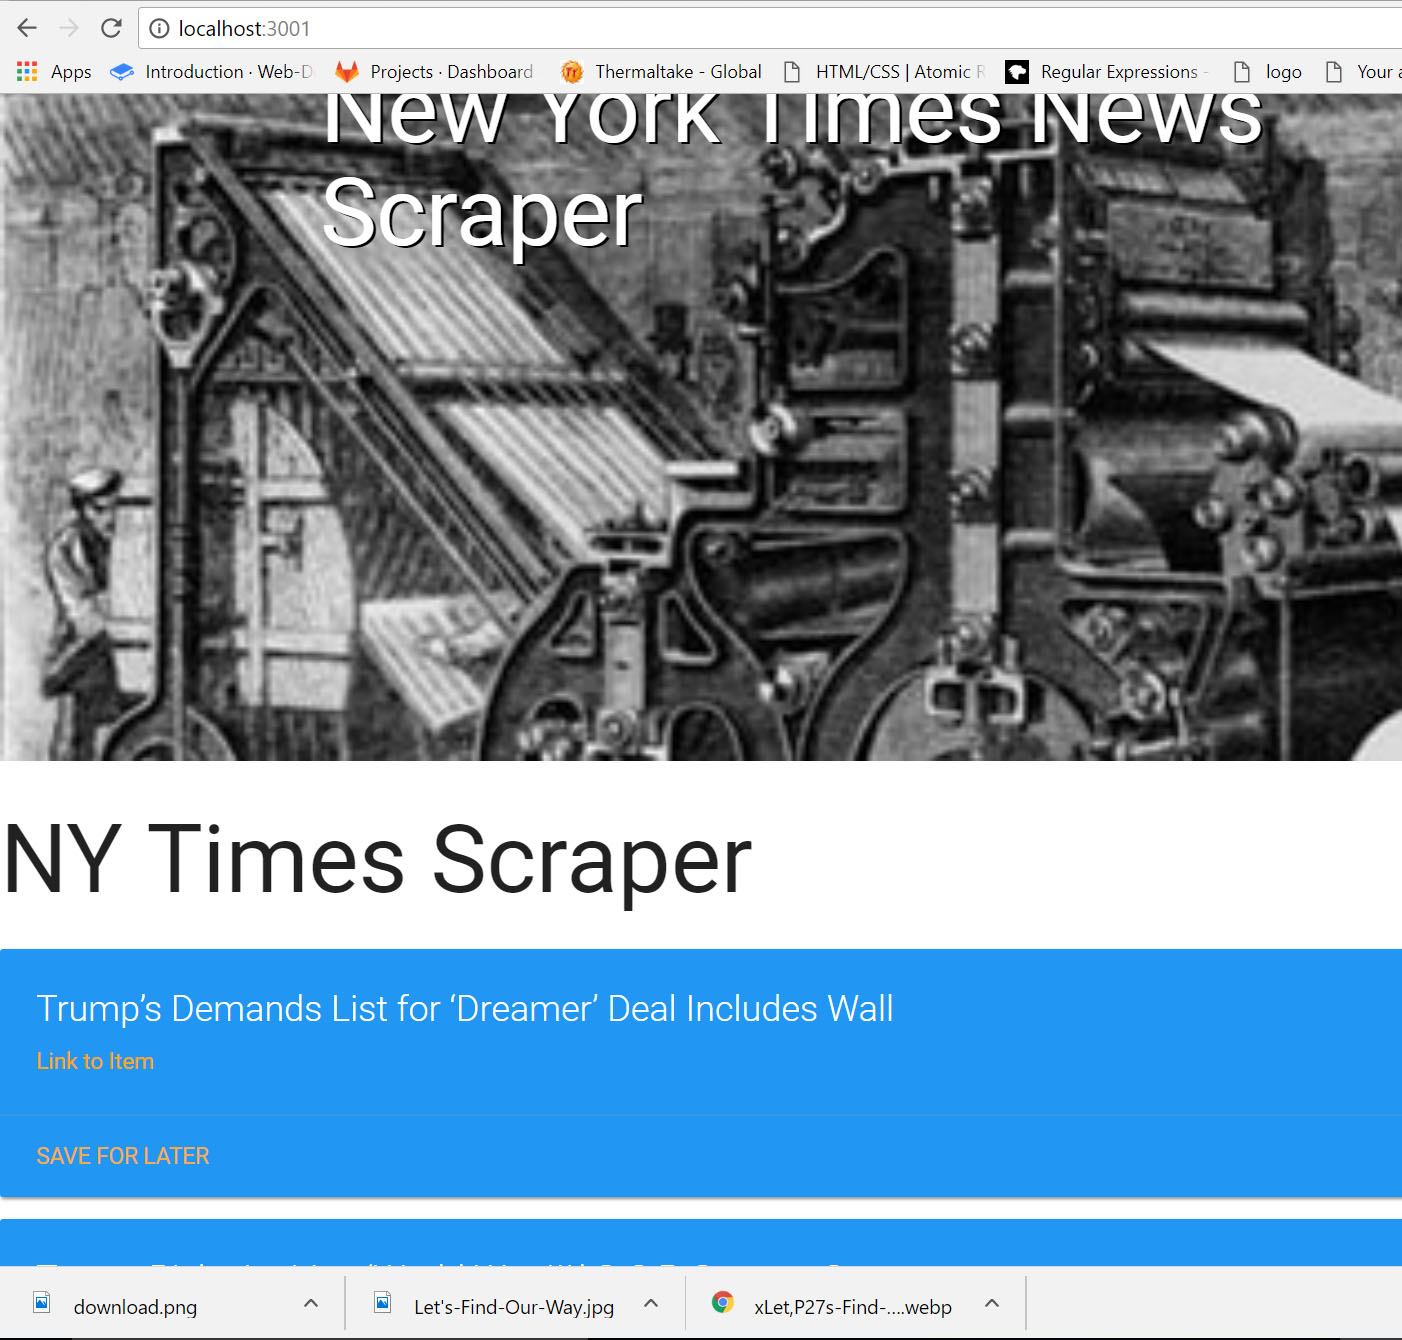 localhost:3001
Apps Introduction · Web-D Projects · Dashboard Thermaltake - Global HTML/CSS | Atomic R Regular Expressions - logo Your a
New York Times News
Scraper
NY Times Scraper
Trump’s Demands List for ‘Dreamer’ Deal Includes Wall
Link to Item
SAVE FOR LATER
download.png Let's-Find-Our-Way.jpg xLet,P27s-Find-....webp